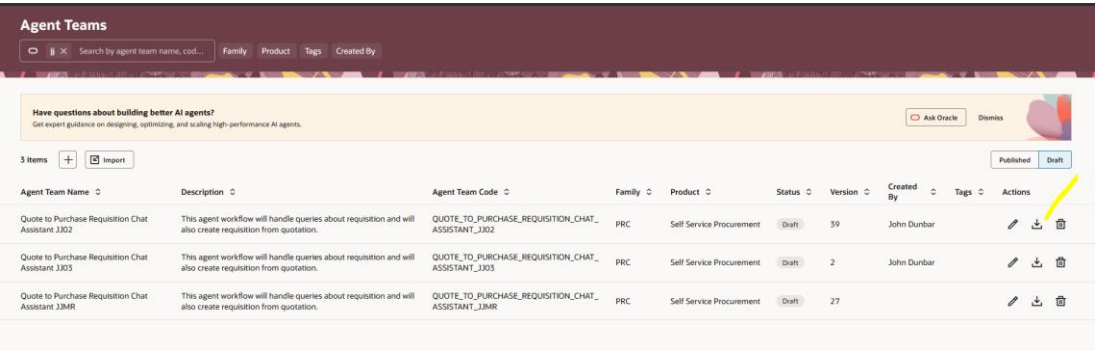 Agent Teams
jj Search by agent team name, cod... Family Product Tags Created By
Have questions about building better AI agents?
Get expert guidance on designing, optimizing, and scaling high-performance AI agents.
Ask Oracle Dismiss
3 items + Import Published Draft
Agent Team Name Description Agent Team Code Family Product Status Version Created By Tags Actions
Quote to Purchase Requisition Chat Assistant JJ02
This agent workflow will handle queries about requisition and will also create requisition from quotation.
QUOTE_TO_PURCHASE_REQUISITION_CHAT_ASSISTANT_JJ02
PRC Self Service Procurement Draft 39 John Dunbar
Quote to Purchase Requisition Chat Assistant JJ03
This agent workflow will handle queries about requisition and will also create requisition from quotation.
QUOTE_TO_PURCHASE_REQUISITION_CHAT_ASSISTANT_JJ03
PRC Self Service Procurement Draft 2 John Dunbar
Quote to Purchase Requisition Chat Assistant JJMR
This agent workflow will handle queries about requisition and will also create requisition from quotation.
QUOTE_TO_PURCHASE_REQUISITION_CHAT_ASSISTANT_JJMR
PRC Self Service Procurement Draft 27